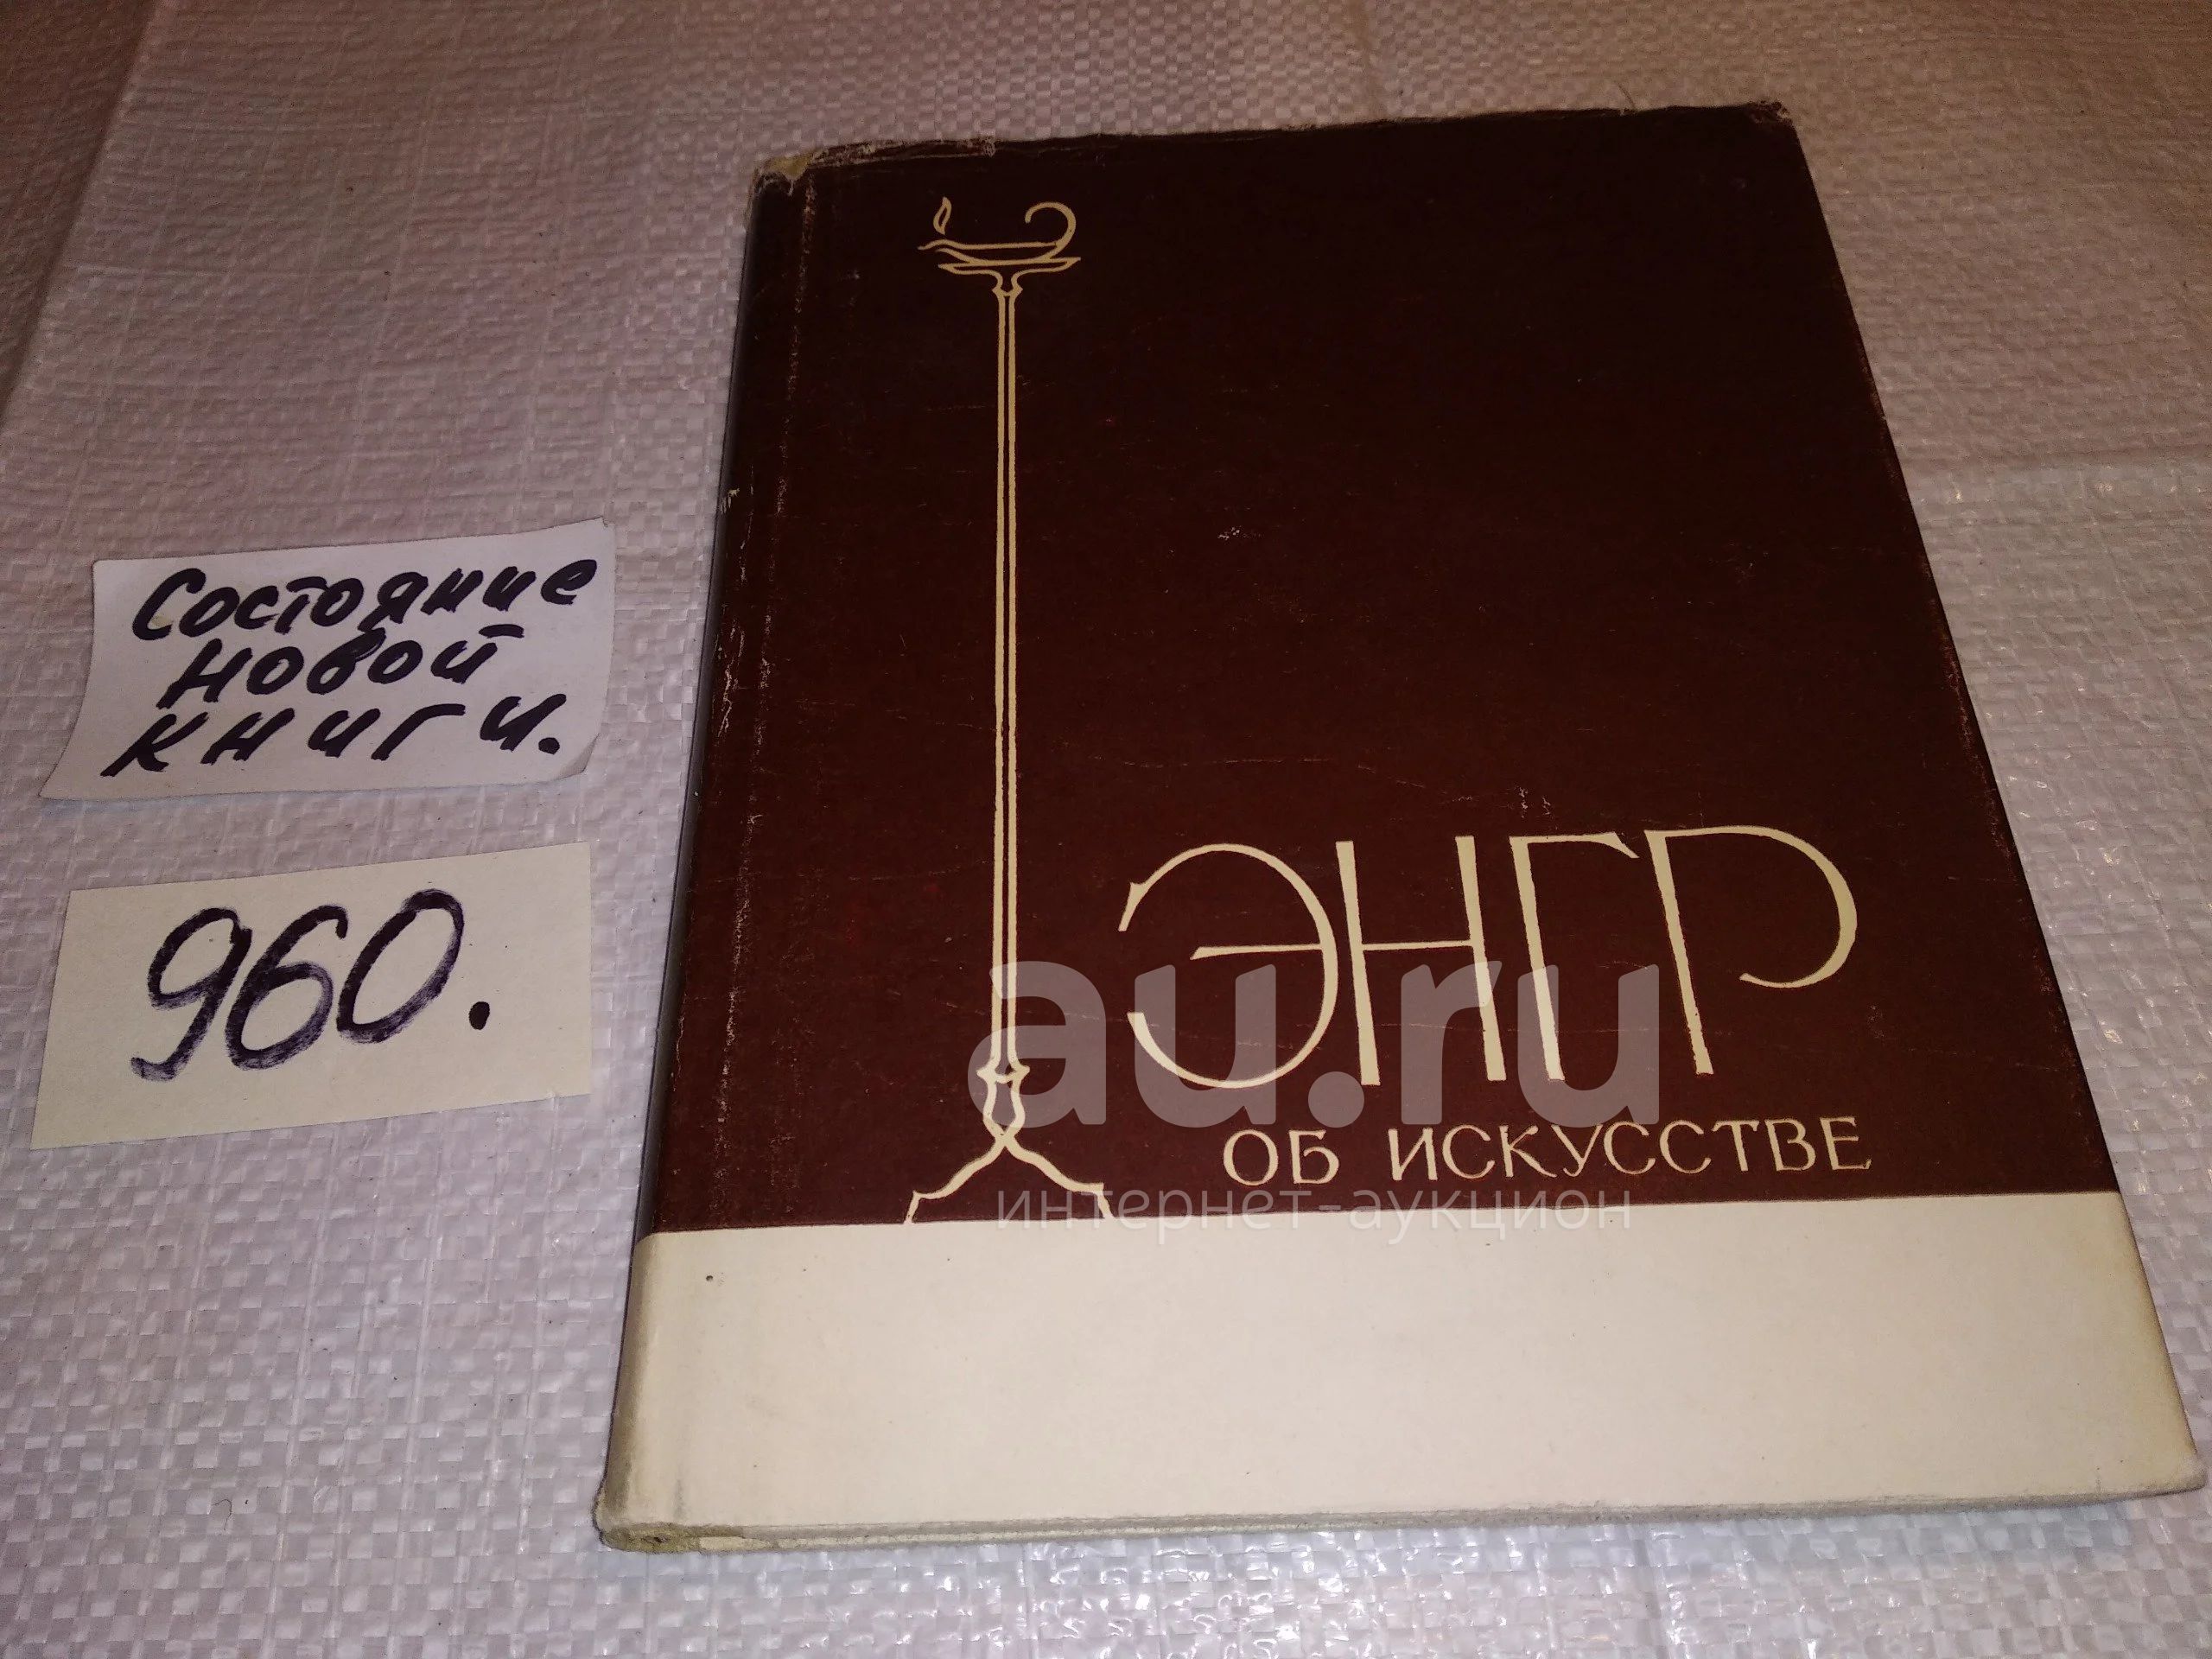 Состояние
новой
книги.
960.
ЭНГР
ОБ ИСКУССТВЕ
au.ru
интернет-аукцион